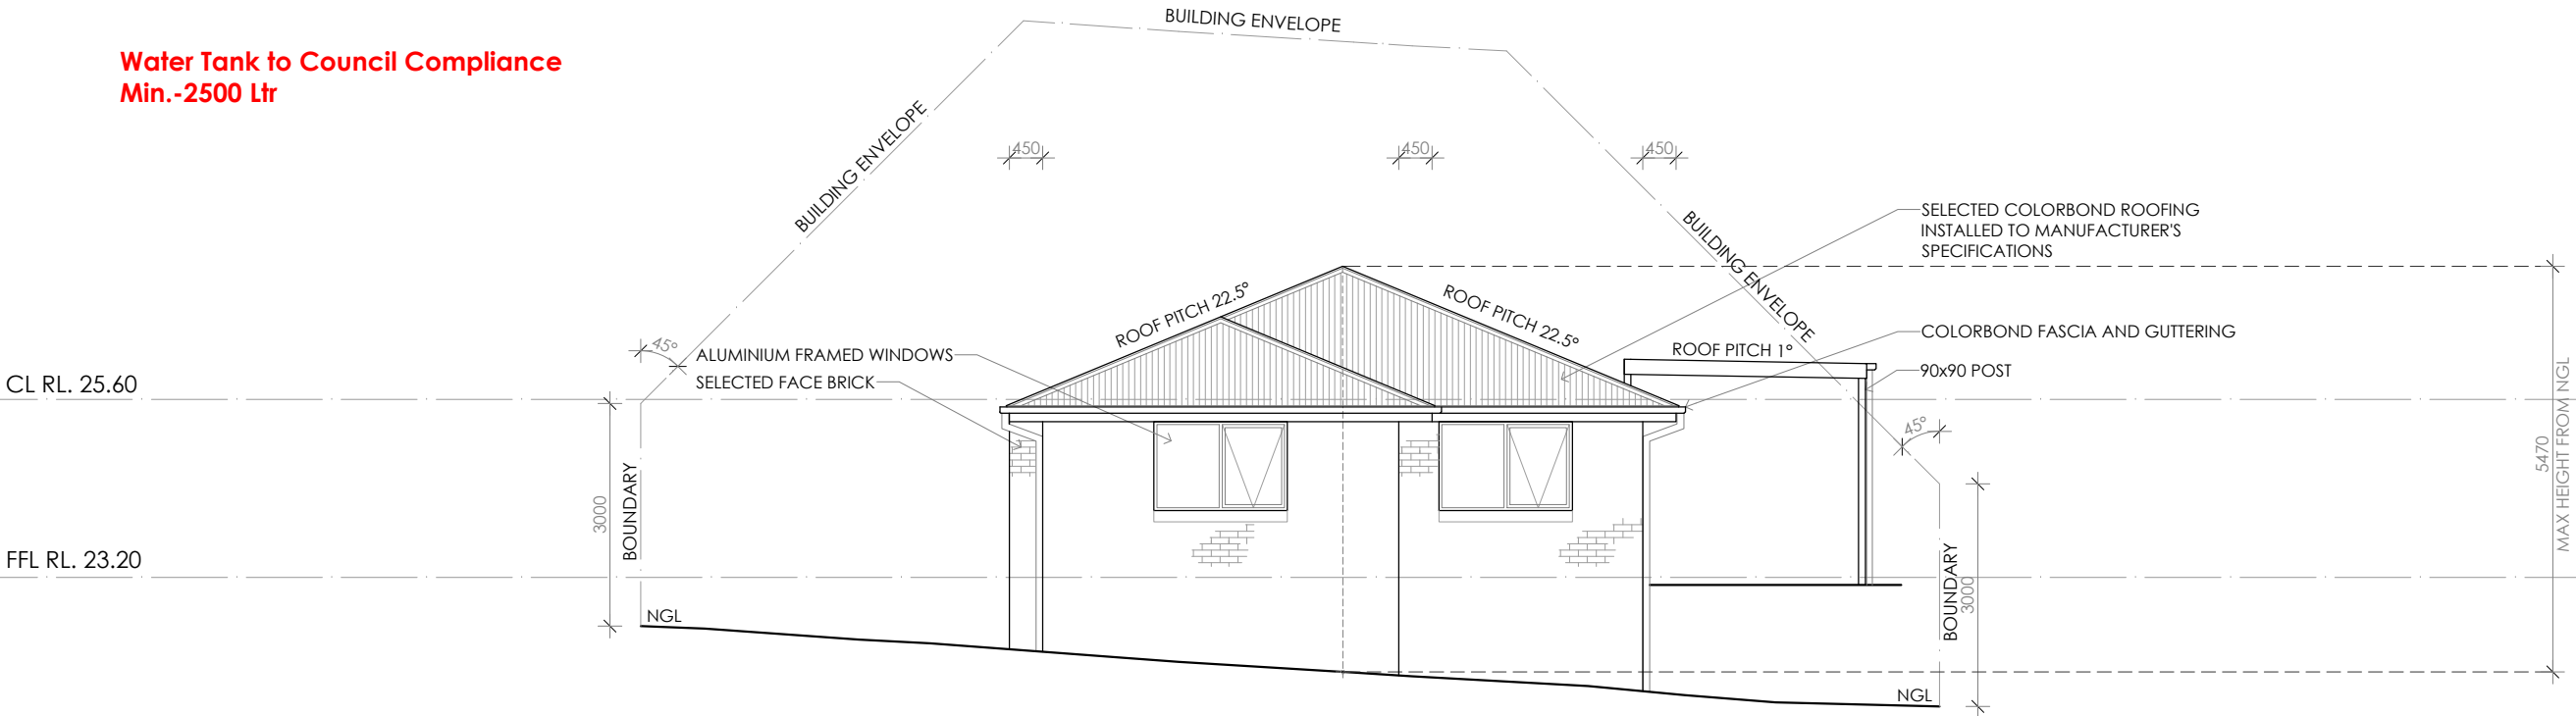 BUILDING ENVELOPE
Water Tank to Council Compliance
Min.-2500 Ltr
BUILDING ENVELOPE
450
450
450
SELECTED COLORBOND ROOFING
INSTALLED TO MANUFACTURER'S
SPECIFICATIONS
BUILDING ENVELOPE
ROOF PITCH 22.5°
ROOF PITCH 22.5°
COLORBOND FASCIA AND GUTTERING
45°
ALUMINIUM FRAMED WINDOWS
ROOF PITCH 1°
90x90 POST
SELECTED FACE BRICK
CL RL. 25.60
45°
5470
MAX HEIGHT FROM NGL
3000
BOUNDARY
FFL RL. 23.20
BOUNDARY
3000
NGL
NGL